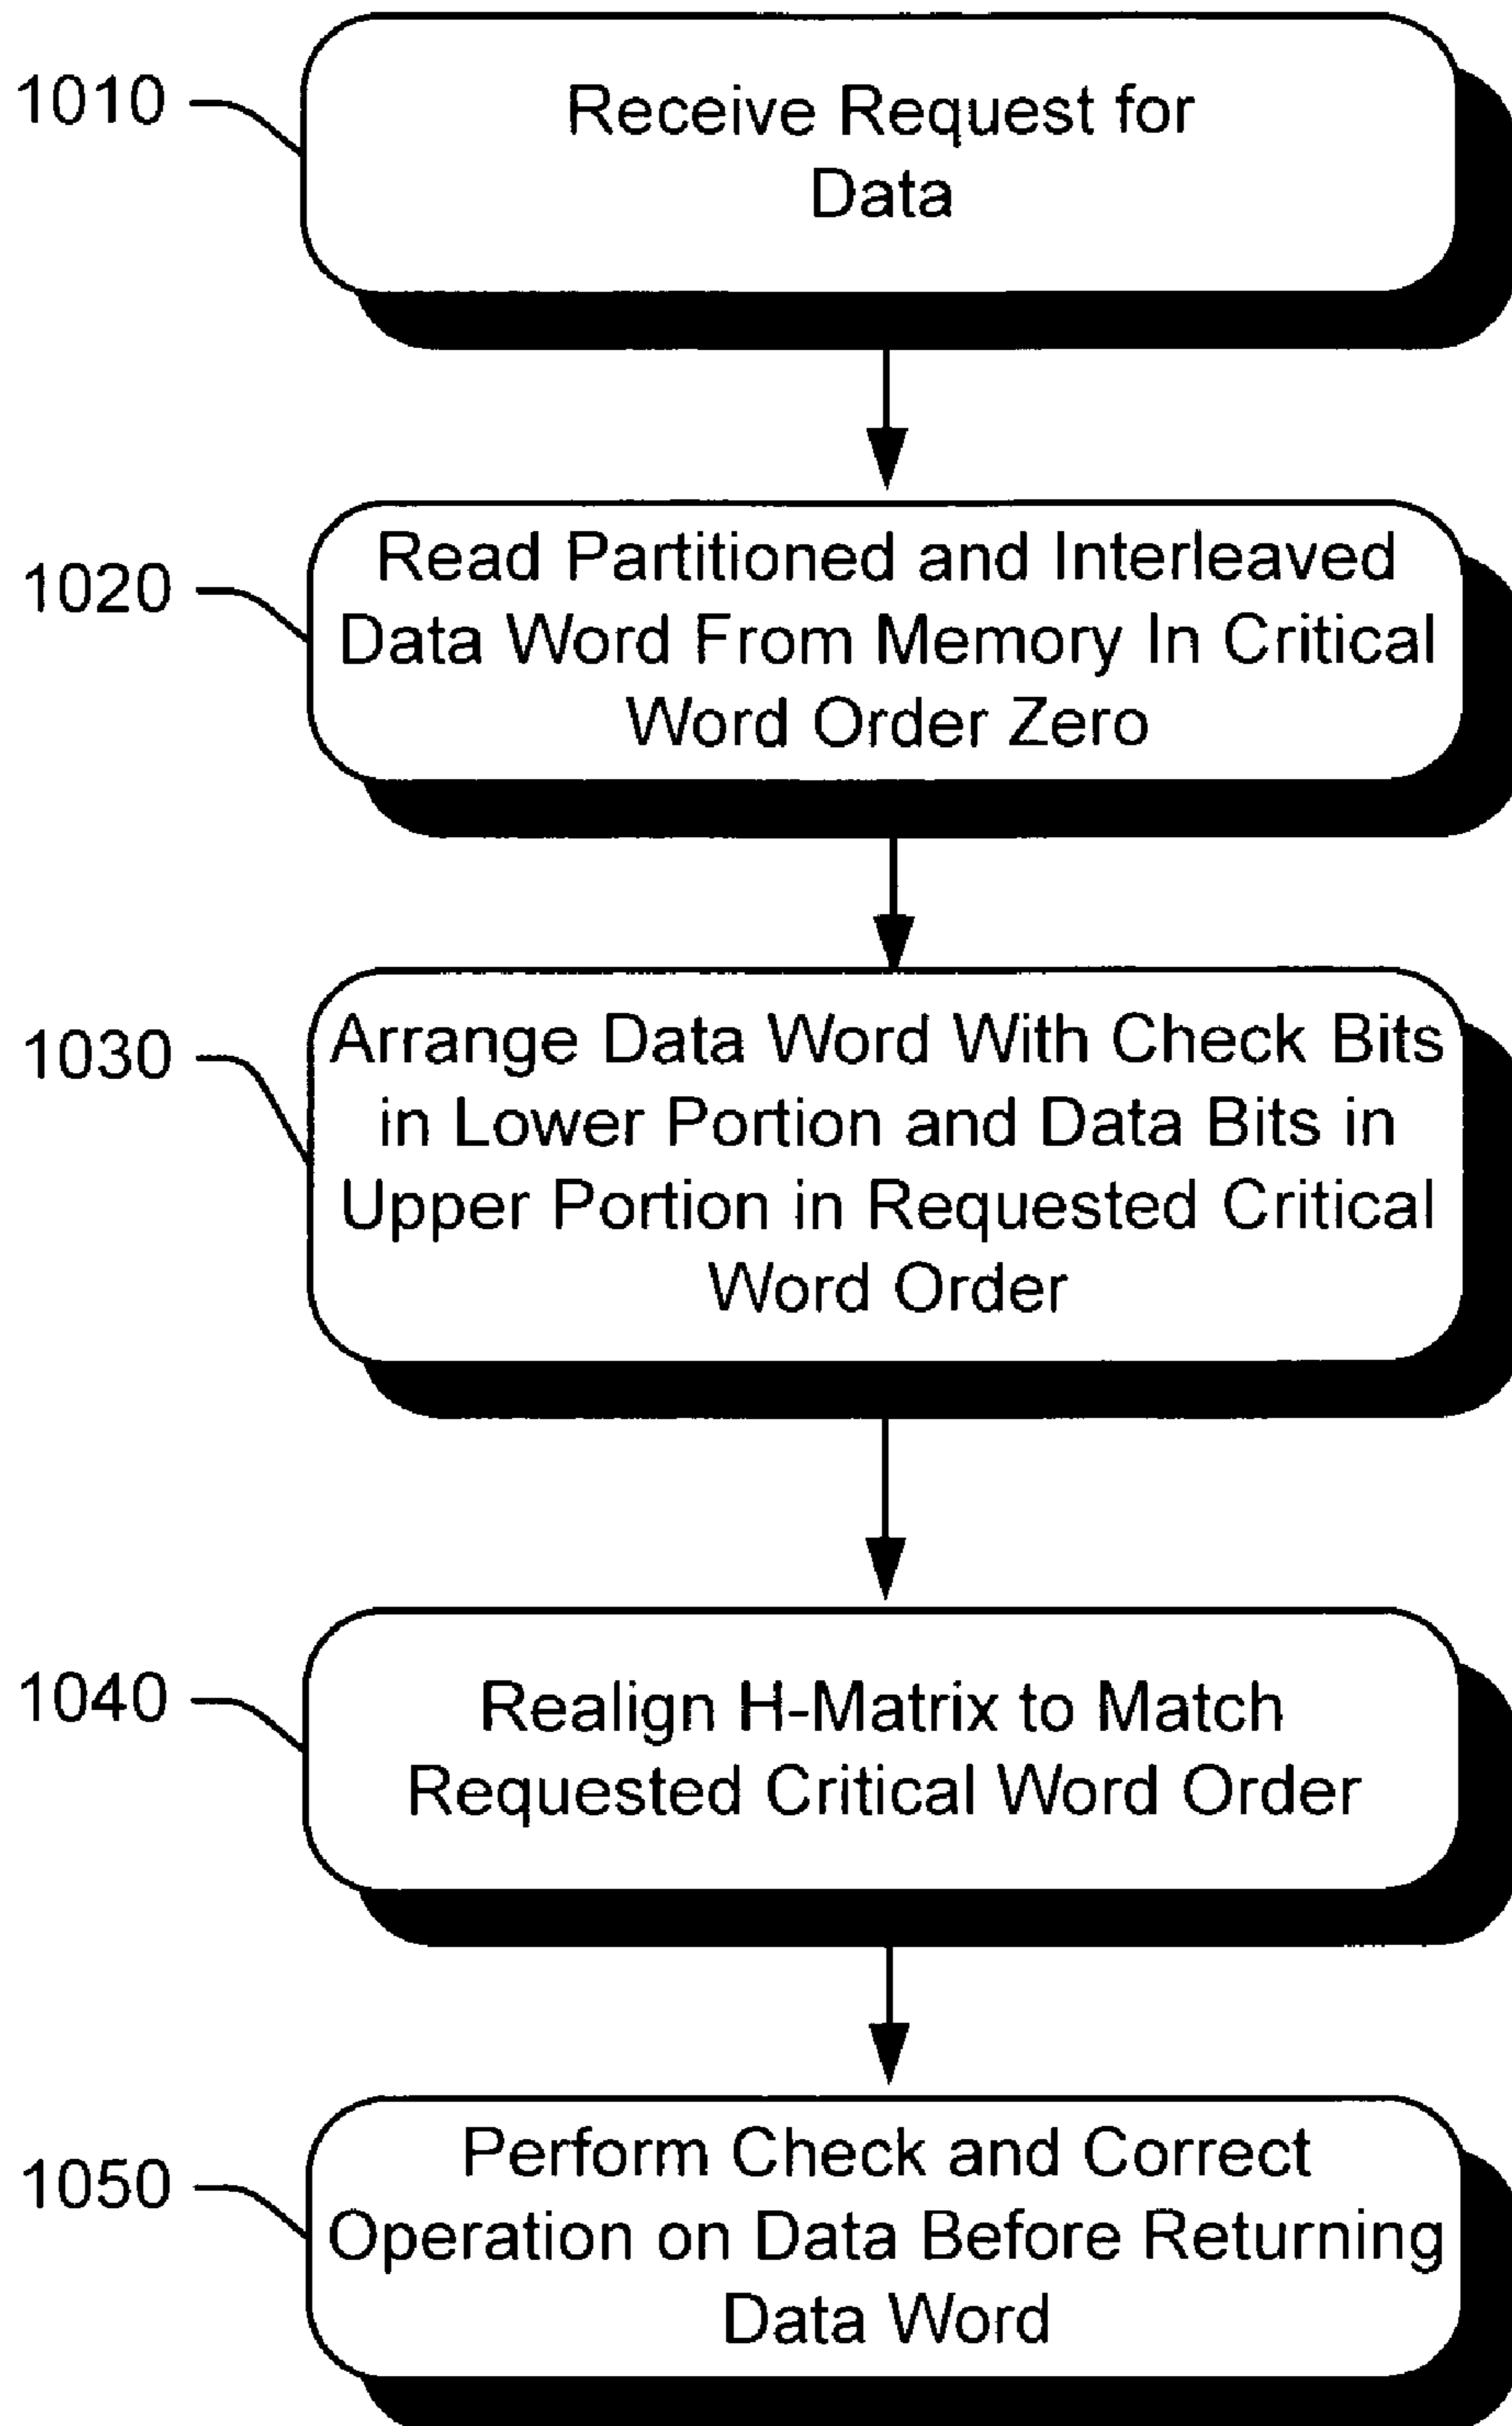 1010
Receive Request for
Data
1020
Read Partitioned and Interleaved
Data Word From Memory In Critical
Word Order Zero
1030
Arrange Data Word With Check Bits
in Lower Portion and Data Bits in
Upper Portion in Requested Critical
Word Order
1040
Realign H-Matrix to Match
Requested Critical Word Order
1050
Perform Check and Correct
Operation on Data Before Returning
Data Word